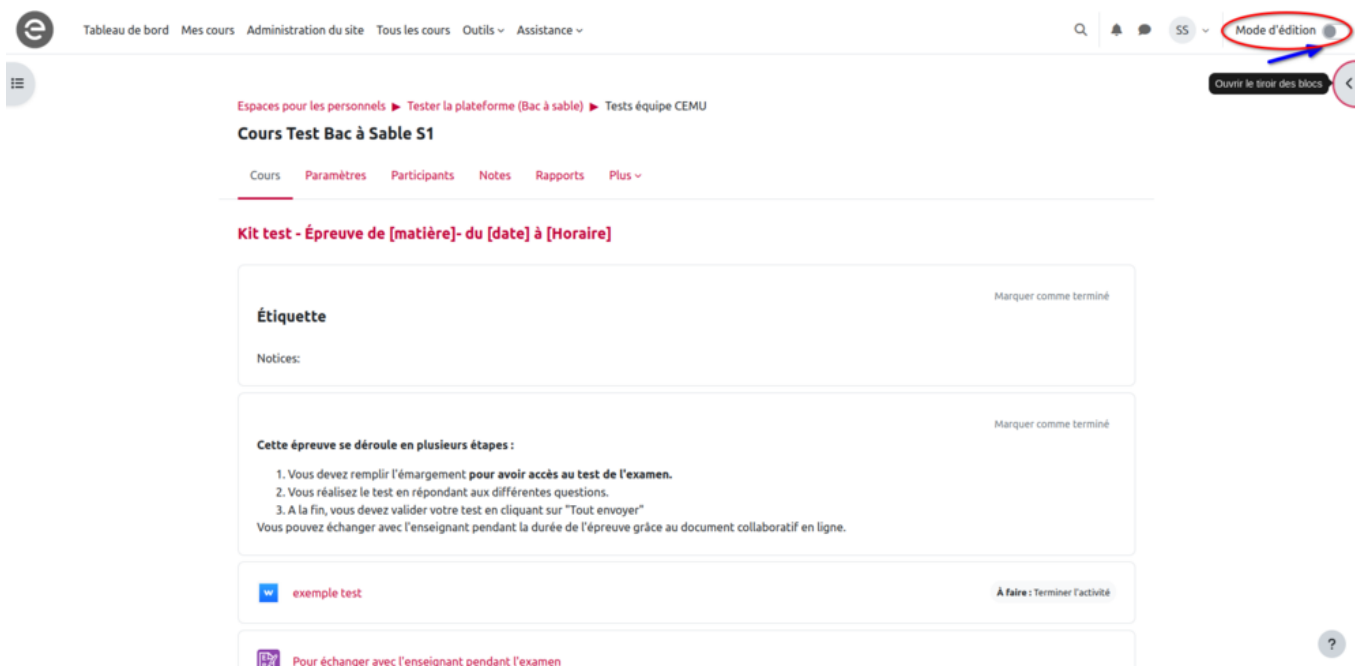 Tableau de bord Mes cours Administration du site Tous les cours Outils Assistance SS Mode d'édition
Ouvrir le tiroir des blocs
Espaces pour les personnels ▶ Tester la plateforme (Bac à sable) ▶ Tests équipe CEMU
Cours Test Bac à Sable S1
Cours Paramètres Participants Notes Rapports Plus
Kit test - Épreuve de [matière]- du [date] à [Horaire]
Marquer comme terminé
Étiquette
Notices:
Marquer comme terminé
Cette épreuve se déroule en plusieurs étapes :
1. Vous devez remplir l'émargement pour avoir accès au test de l'examen.
2. Vous réalisez le test en répondant aux différentes questions.
3. A la fin, vous devez valider votre test en cliquant sur "Tout envoyer"
Vous pouvez échanger avec l'enseignant pendant la durée de l'épreuve grâce au document collaboratif en ligne.
W exemple test À faire : Terminer l'activité
?
Pour échanger avec l'enseignant pendant l'examen